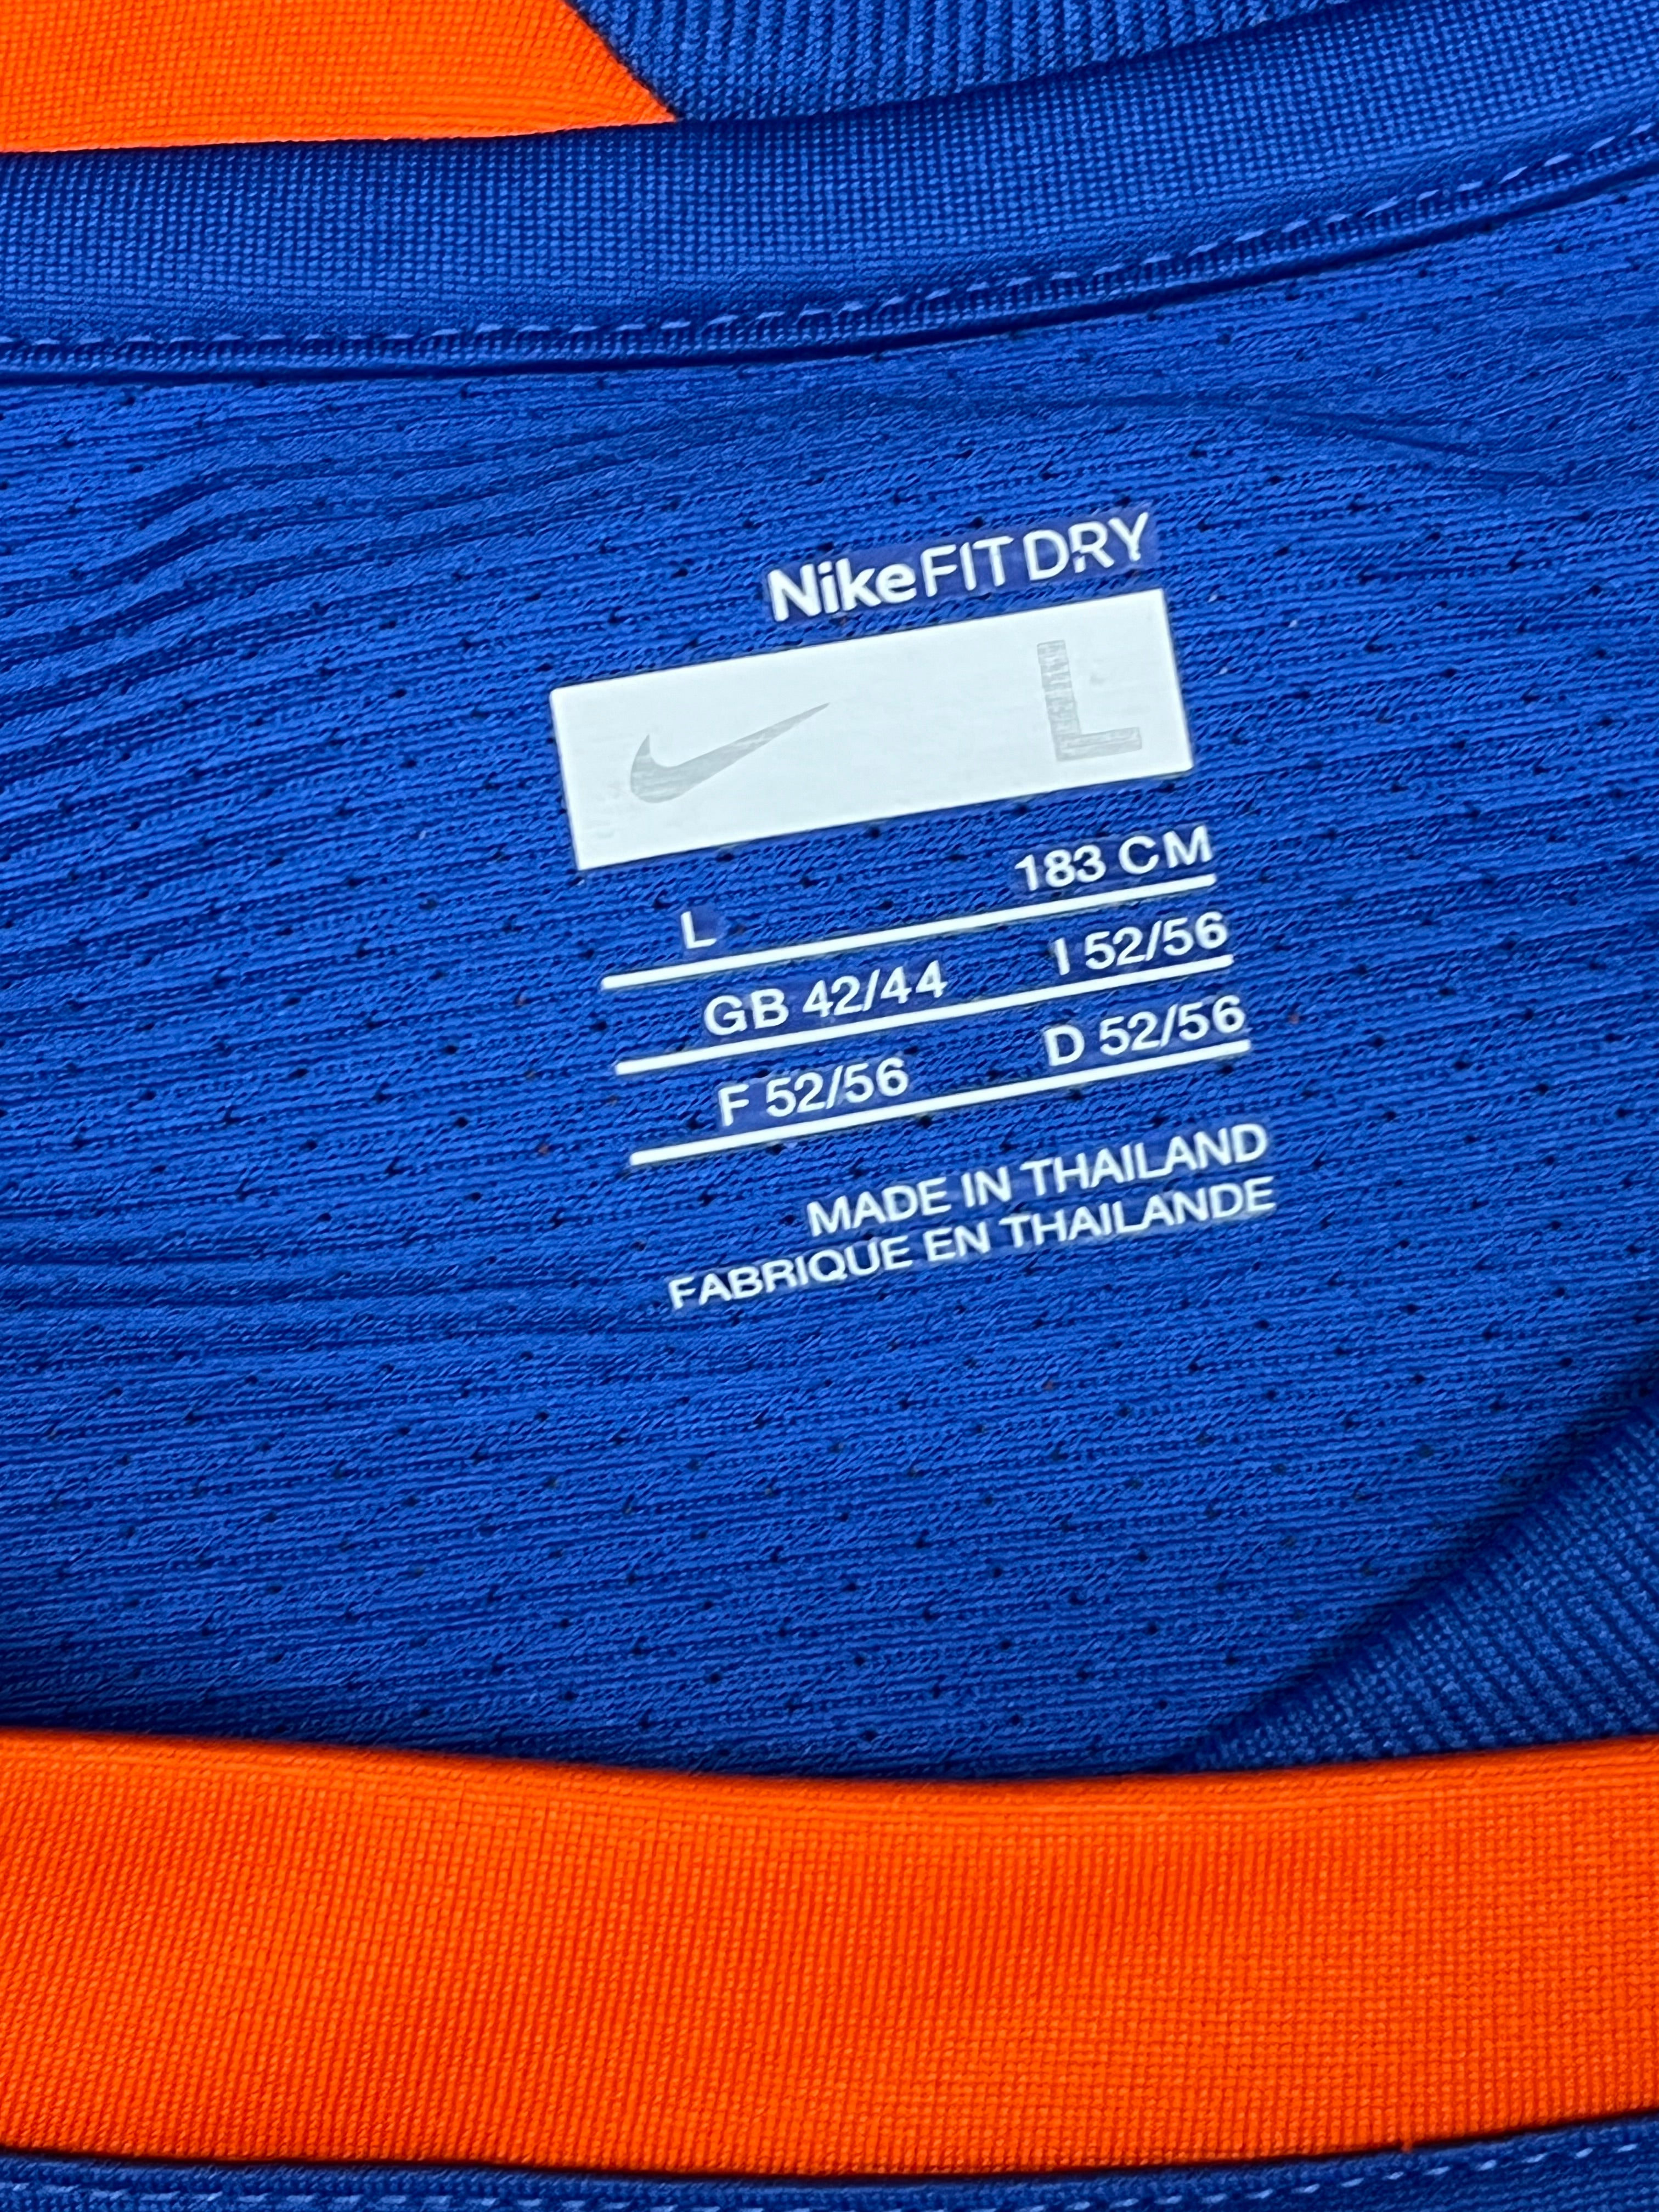 NikeFIT DRY
L
L 183 CM
GB 42/44 I 52/56
F 52/56 D 52/56
MADE IN THAILAND
FABRIQUE EN THAILANDE